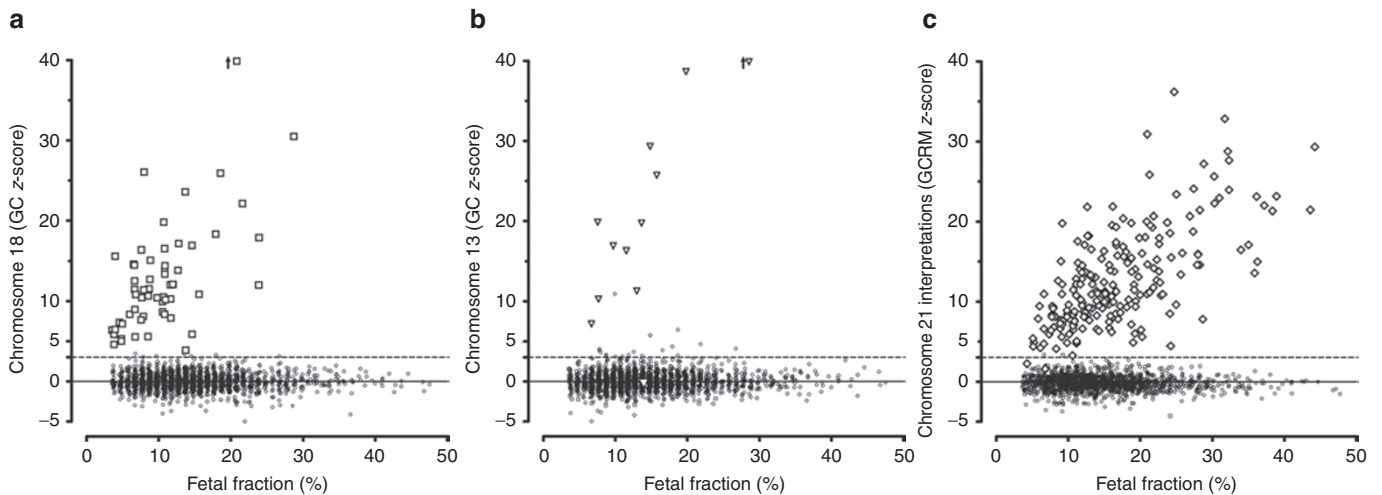 a
Chromosome 18 (GC z-score)
40
30
20
10
5
0
–5
0 10 20 30 40 50
Fetal fraction (%)
b
Chromosome 13 (GC z-score)
40
30
20
10
5
0
–5
0 10 20 30 40 50
Fetal fraction (%)
c
Chromosome 21 interpretations (GCRM z-score)
40
30
20
10
5
0
–5
0 10 20 30 40 50
Fetal fraction (%)